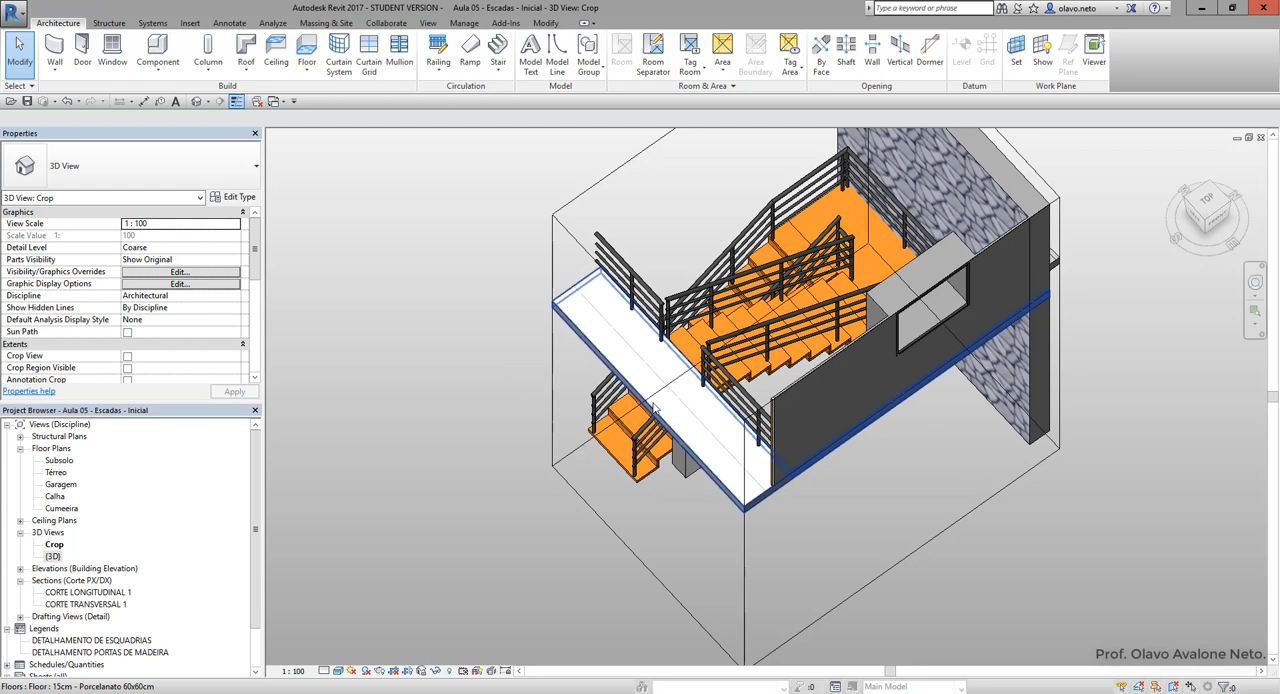 Autodesk Revit 2017 - STUDENT VERSION - Aula 05 - Escadas - Inicial - 3D View: Crop
Type a keyword or phrase
olavo.neto
Architecture Structure Systems Insert Annotate Analyze Massing & Site Collaborate View Manage Add-Ins Modify
Modify Wall Door Window Component Column Roof Ceiling Floor Curtain System Curtain Grid Mullion Railing Ramp Stair Model Text Model Line Model Group Room Room Separator Tag Room Area Area Boundary Tag Area By Face Shaft Wall Vertical Dormer Level Grid Set Show Ref Plane Viewer
Select Build Circulation Model Room & Area Opening Datum Work Plane
Properties
3D View
3D View: Crop Edit Type
Graphics
View Scale 1 : 100
Scale Value 1: 100
Detail Level Coarse
Parts Visibility Show Original
Visibility/Graphics Overrides Edit...
Graphic Display Options Edit...
Discipline Architectural
Show Hidden Lines By Discipline
Default Analysis Display Style None
Sun Path
Extents
Crop View
Crop Region Visible
Annotation Crop
Properties help Apply
Project Browser - Aula 05 - Escadas - Inicial
Views (Discipline)
Structural Plans
Floor Plans
Subsolo
Térreo
Garagem
Calha
Cumeeira
Ceiling Plans
3D Views
Crop
{3D}
Elevations (Building Elevation)
Sections (Corte PX/DX)
CORTE LONGITUDINAL 1
CORTE TRANSVERSAL 1
Drafting Views (Detail)
Legends
DETALHAMENTO DE ESQUADRIAS
DETALHAMENTO PORTAS DE MADEIRA
Schedules/Quantities
Sheets (all)
TOP
Prof. Olavo Avalone Neto.
1 : 100
Floors : Floor : 15cm - Porcelanato 60x60cm
:0
Main Model
:0